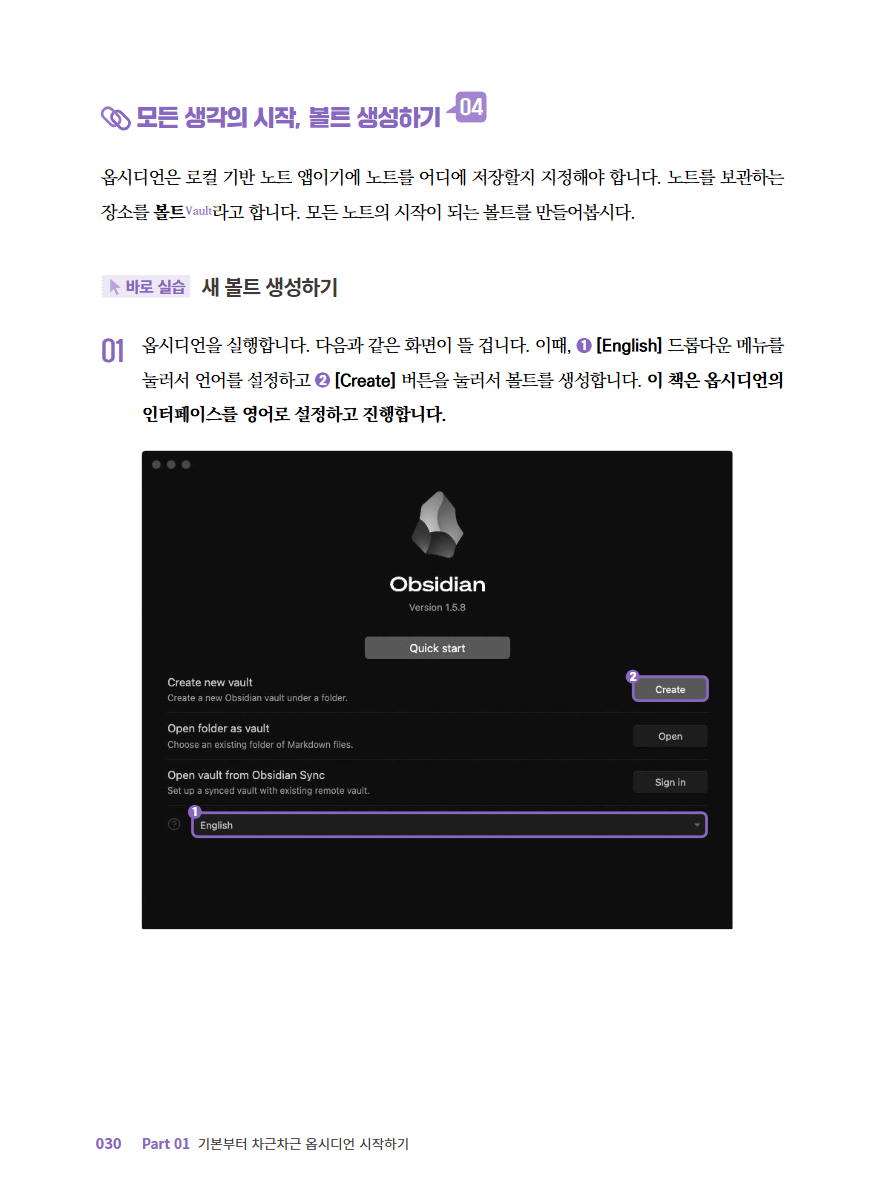 모든 생각의 시작, 볼트 생성하기 04
옵시디언은 로컬 기반 노트 앱이기에 노트를 어디에 저장할지 지정해야 합니다. 노트를 보관하는
장소를 볼트Vault라고 합니다. 모든 노트의 시작이 되는 볼트를 만들어봅시다.
바로 실습 새 볼트 생성하기
01 옵시디언을 실행합니다. 다음과 같은 화면이 뜰 겁니다. 이때, ❶ [English] 드롭다운 메뉴를
눌러서 언어를 설정하고 ❷ [Create] 버튼을 눌러서 볼트를 생성합니다. 이 책은 옵시디언의
인터페이스를 영어로 설정하고 진행합니다.
Obsidian
Version 1.5.8
Quick start
Create new vault
Create a new Obsidian vault under a folder.
❷ Create
Open folder as vault
Choose an existing folder of Markdown files.
Open
Open vault from Obsidian Sync
Set up a synced vault with existing remote vault.
Sign in
? ❶ English
030 Part 01 기본부터 차근차근 옵시디언 시작하기